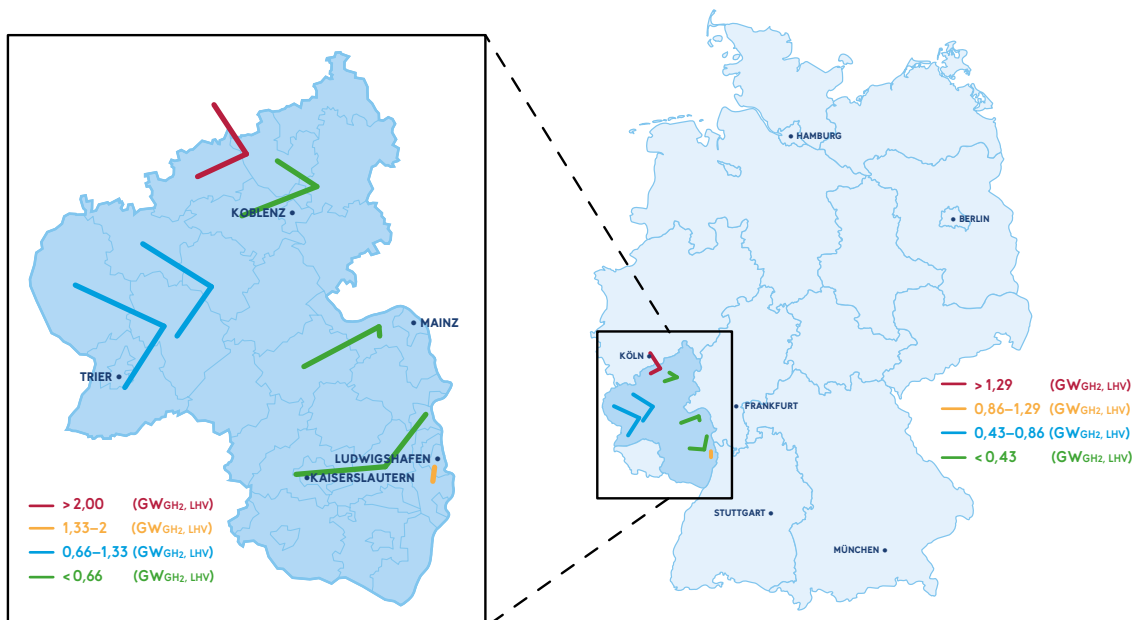 KOBLENZ
MAINZ
TRIER
LUDWIGSHAFEN
KAISERSLAUTERN
> 2,00 (GWGH2, LHV)
1,33–2 (GWGH2, LHV)
0,66–1,33 (GWGH2, LHV)
< 0,66 (GWGH2, LHV)
HAMBURG
BERLIN
KÖLN
FRANKFURT
STUTTGART
MÜNCHEN
> 1,29 (GWGH2, LHV)
0,86–1,29 (GWGH2, LHV)
0,43–0,86 (GWGH2, LHV)
< 0,43 (GWGH2, LHV)